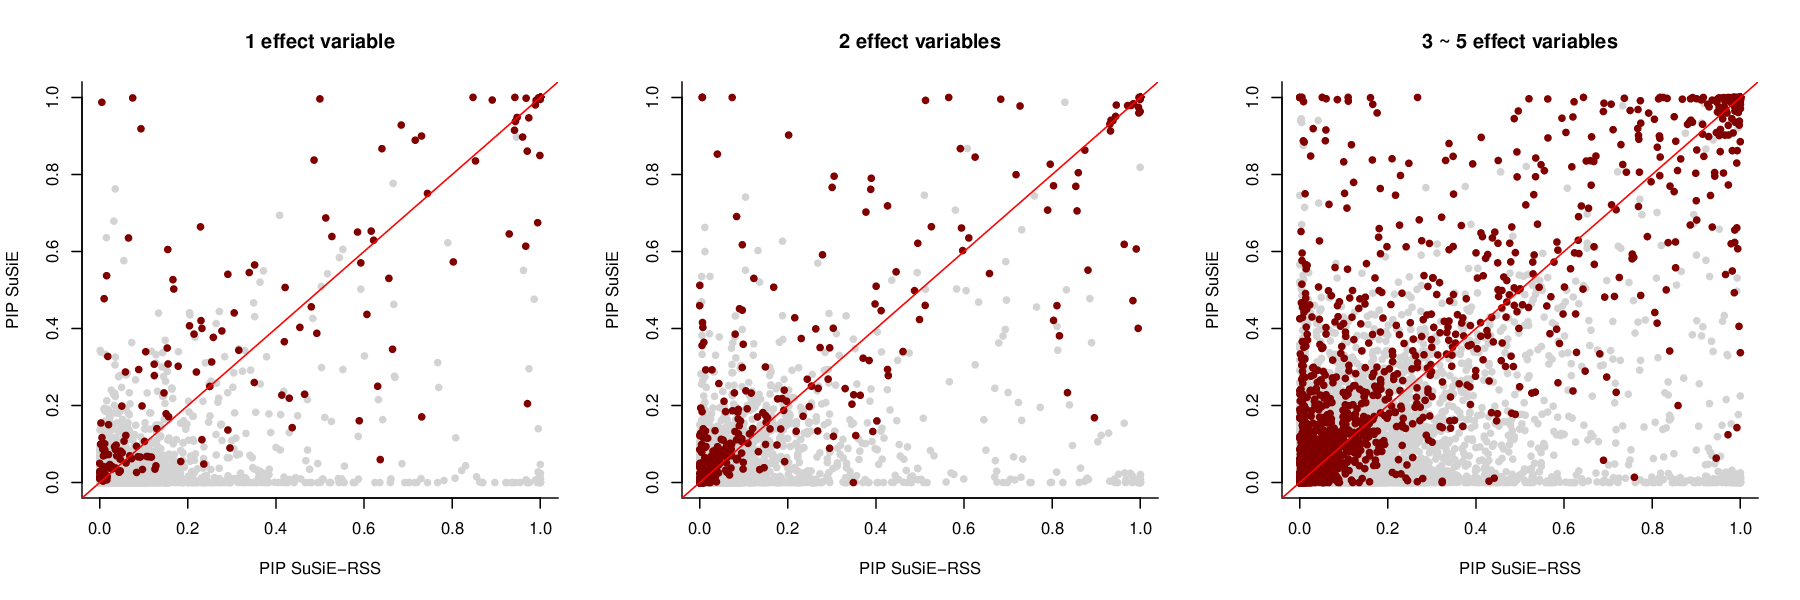 1 effect variable
PIP SuSiE
1.0
0.8
0.6
0.4
0.2
0.0
0.0 0.2 0.4 0.6 0.8 1.0
PIP SuSiE−RSS
2 effect variables
PIP SuSiE
1.0
0.8
0.6
0.4
0.2
0.0
0.0 0.2 0.4 0.6 0.8 1.0
PIP SuSiE−RSS
3 ~ 5 effect variables
PIP SuSiE
1.0
0.8
0.6
0.4
0.2
0.0
0.0 0.2 0.4 0.6 0.8 1.0
PIP SuSiE−RSS